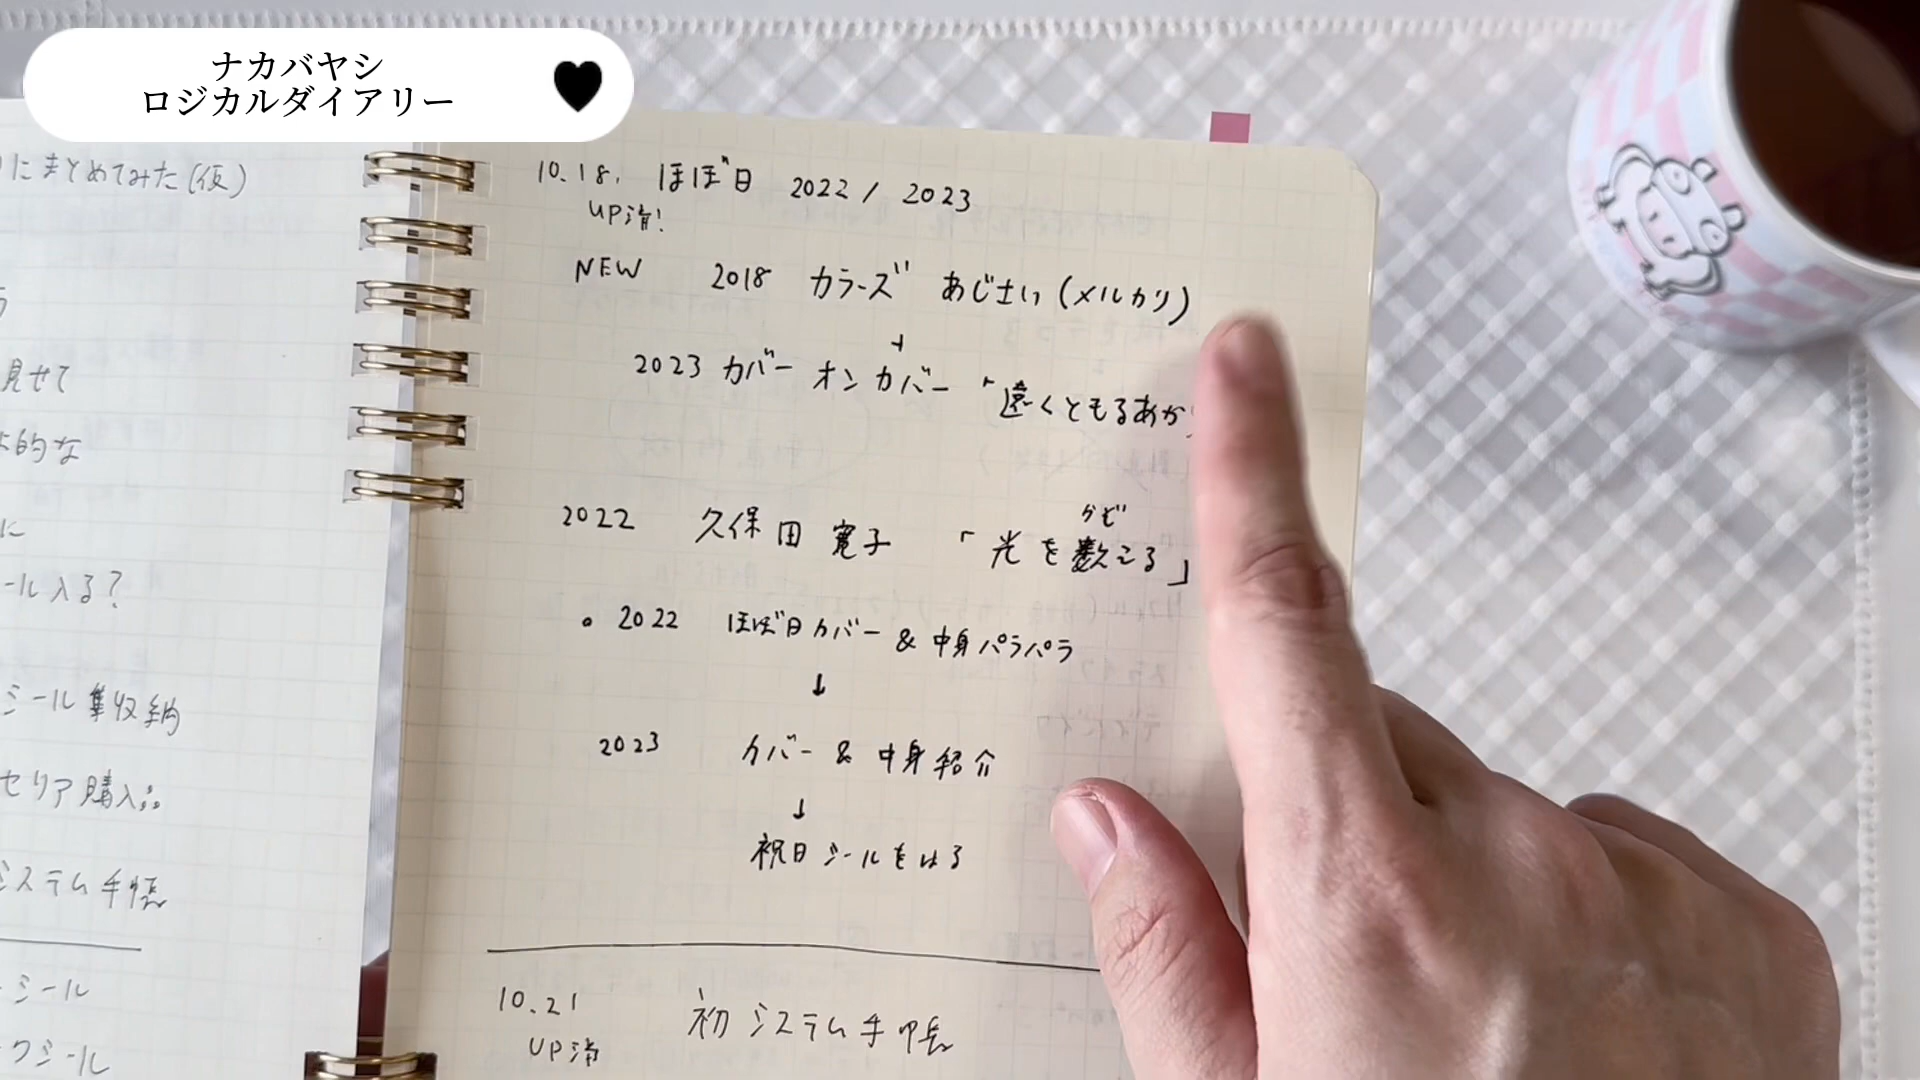 ナカバヤシ
ロジカルダイアリー
にまとめてみた(仮)
見せて
的な
に
ール入る?
シール集収納
セリア購入品
システム手帳
シール
クシール
10.18. ほぼ日 2022 / 2023
UP済!
NEW 2018 カラーズ あじさい(メルカリ)
+
2023 カバーオンカバー「遠くともるあか
2022 久保田寛子 「光を数える」
かぞ
• 2022 ほぼ日カバー & 中身パラパラ
↓
2023 カバー & 中身紹介
↓
祝日シールをはる
10.21 初システム手帳
UP済